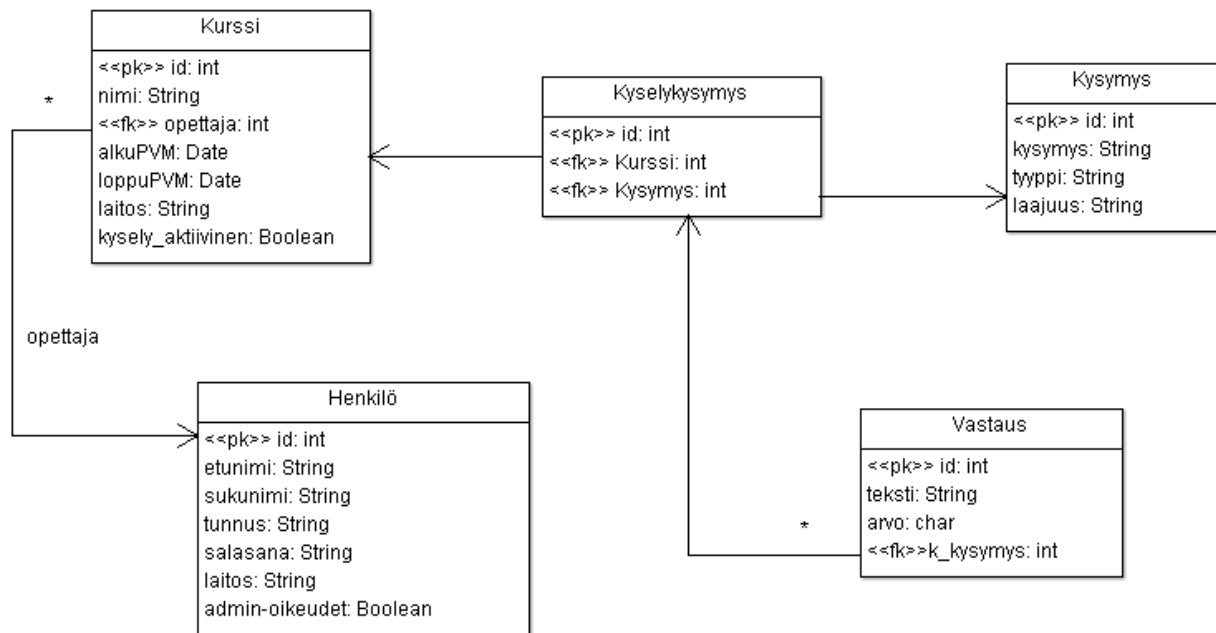 Kurssi
<<pk>> id: int
nimi: String
<<fk>> opettaja: int
alkuPVM: Date
loppuPVM: Date
laitos: String
kysely_aktiivinen: Boolean
*
opettaja
Kyselykysymys
<<pk>> id: int
<<fk>> Kurssi: int
<<fk>> Kysymys: int
Kysymys
<<pk>> id: int
kysymys: String
tyyppi: String
laajuus: String
Henkilö
<<pk>> id: int
etunimi: String
sukunimi: String
tunnus: String
salasana: String
laitos: String
admin-oikeudet: Boolean
Vastaus
<<pk>> id: int
teksti: String
arvo: char
<<fk>>k_kysymys: int
*